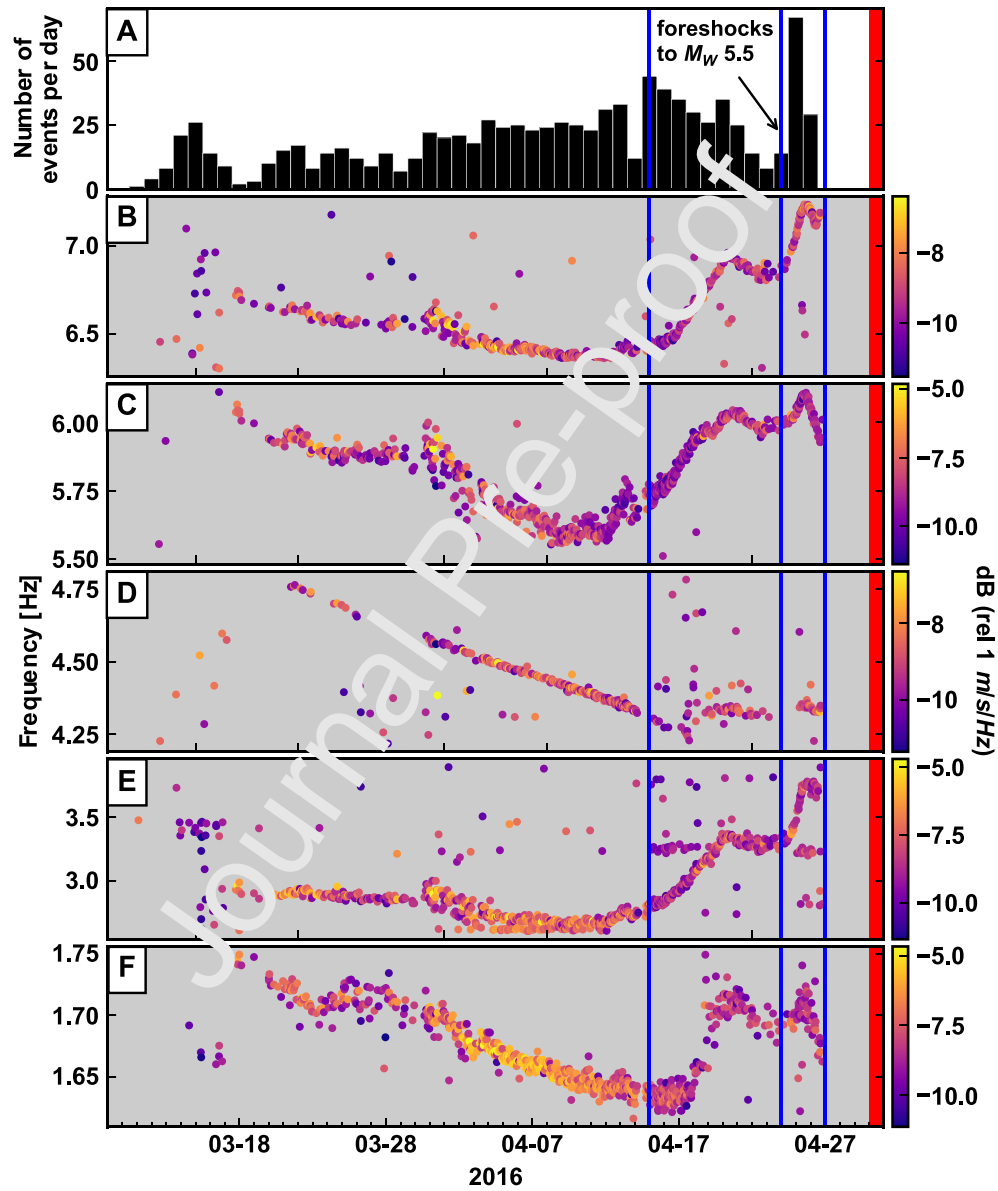 A
foreshocks
to M_W 5.5
Number of
events per day
50
25
0
B
7.0
6.5
−8
−10
C
6.00
5.75
5.50
−5.0
−7.5
−10.0
D
4.75
4.50
4.25
−8
−10
Frequency [Hz]
dB (rel 1 m/s/Hz)
E
3.5
3.0
−5.0
−7.5
−10.0
F
1.75
1.70
1.65
−5.0
−7.5
−10.0
03-18 03-28 04-07 04-17 04-27
2016
Journal Pre-proof